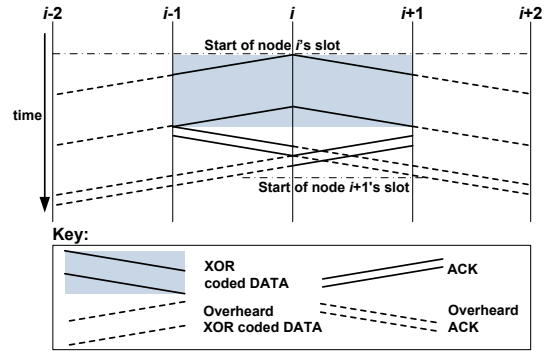 i-2 i-1 i i+1 i+2
Start of node i's slot
time
Start of node i+1's slot
Key:
XOR
coded DATA
ACK
Overheard
XOR coded DATA
Overheard
ACK